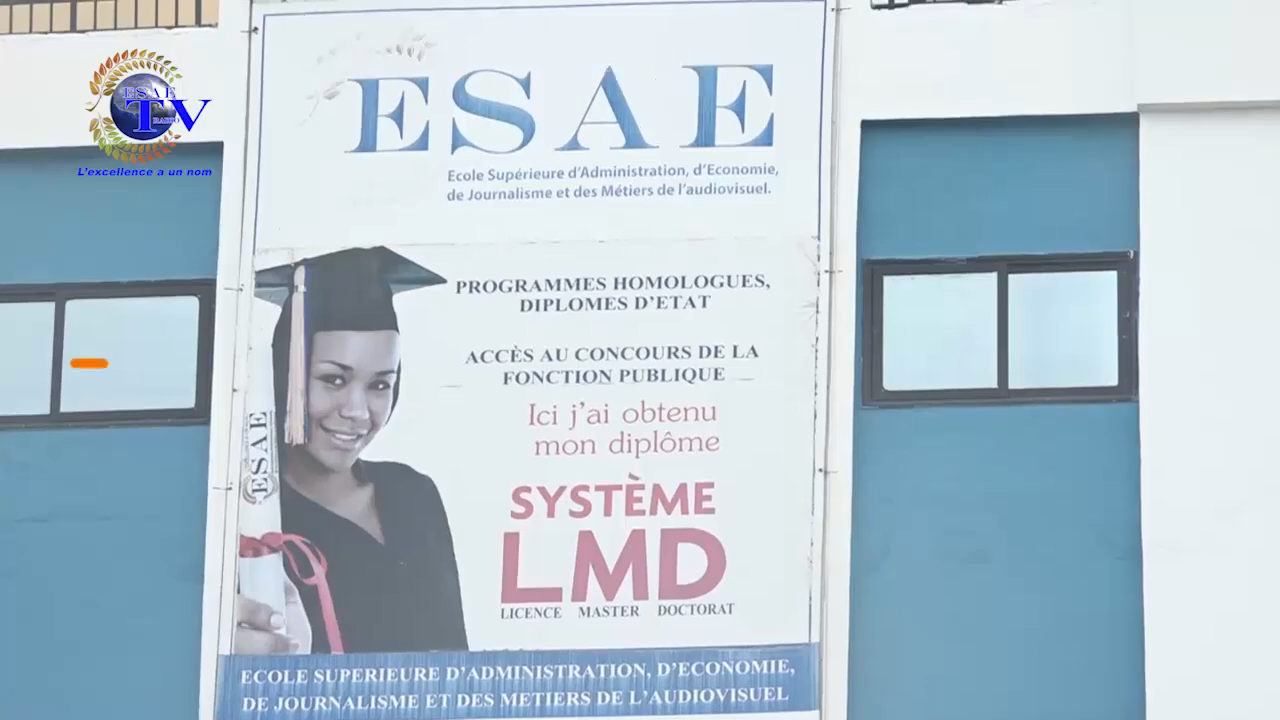 ESAE
TV
RADIO
L'excellence a un nom
ESAE
Ecole Supérieure d'Administration, d'Economie,
de Journalisme et des Métiers de l'audiovisuel.
PROGRAMMES HOMOLOGUES,
DIPLOMES D'ETAT
ACCÈS AU CONCOURS DE LA
FONCTION PUBLIQUE
Ici j'ai obtenu
mon diplôme
ESAE
SYSTÈME
LMD
LICENCE MASTER DOCTORAT
ECOLE SUPERIEURE D'ADMINISTRATION, D'ECONOMIE,
DE JOURNALISME ET DES METIERS DE L'AUDIOVISUEL